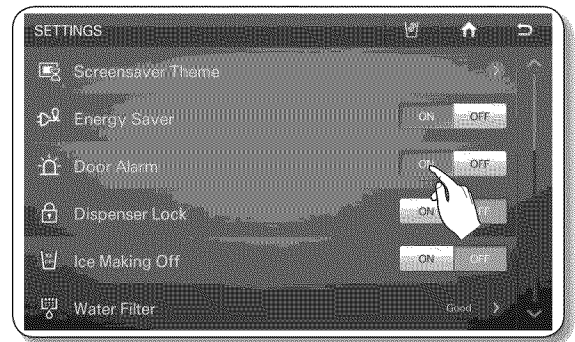 SETTINGS
Screensaver Theme
Energy Saver ON OFF
Door Alarm ON OFF
Dispenser Lock ON
Ice Making Off ON OFF
Water Filter Good